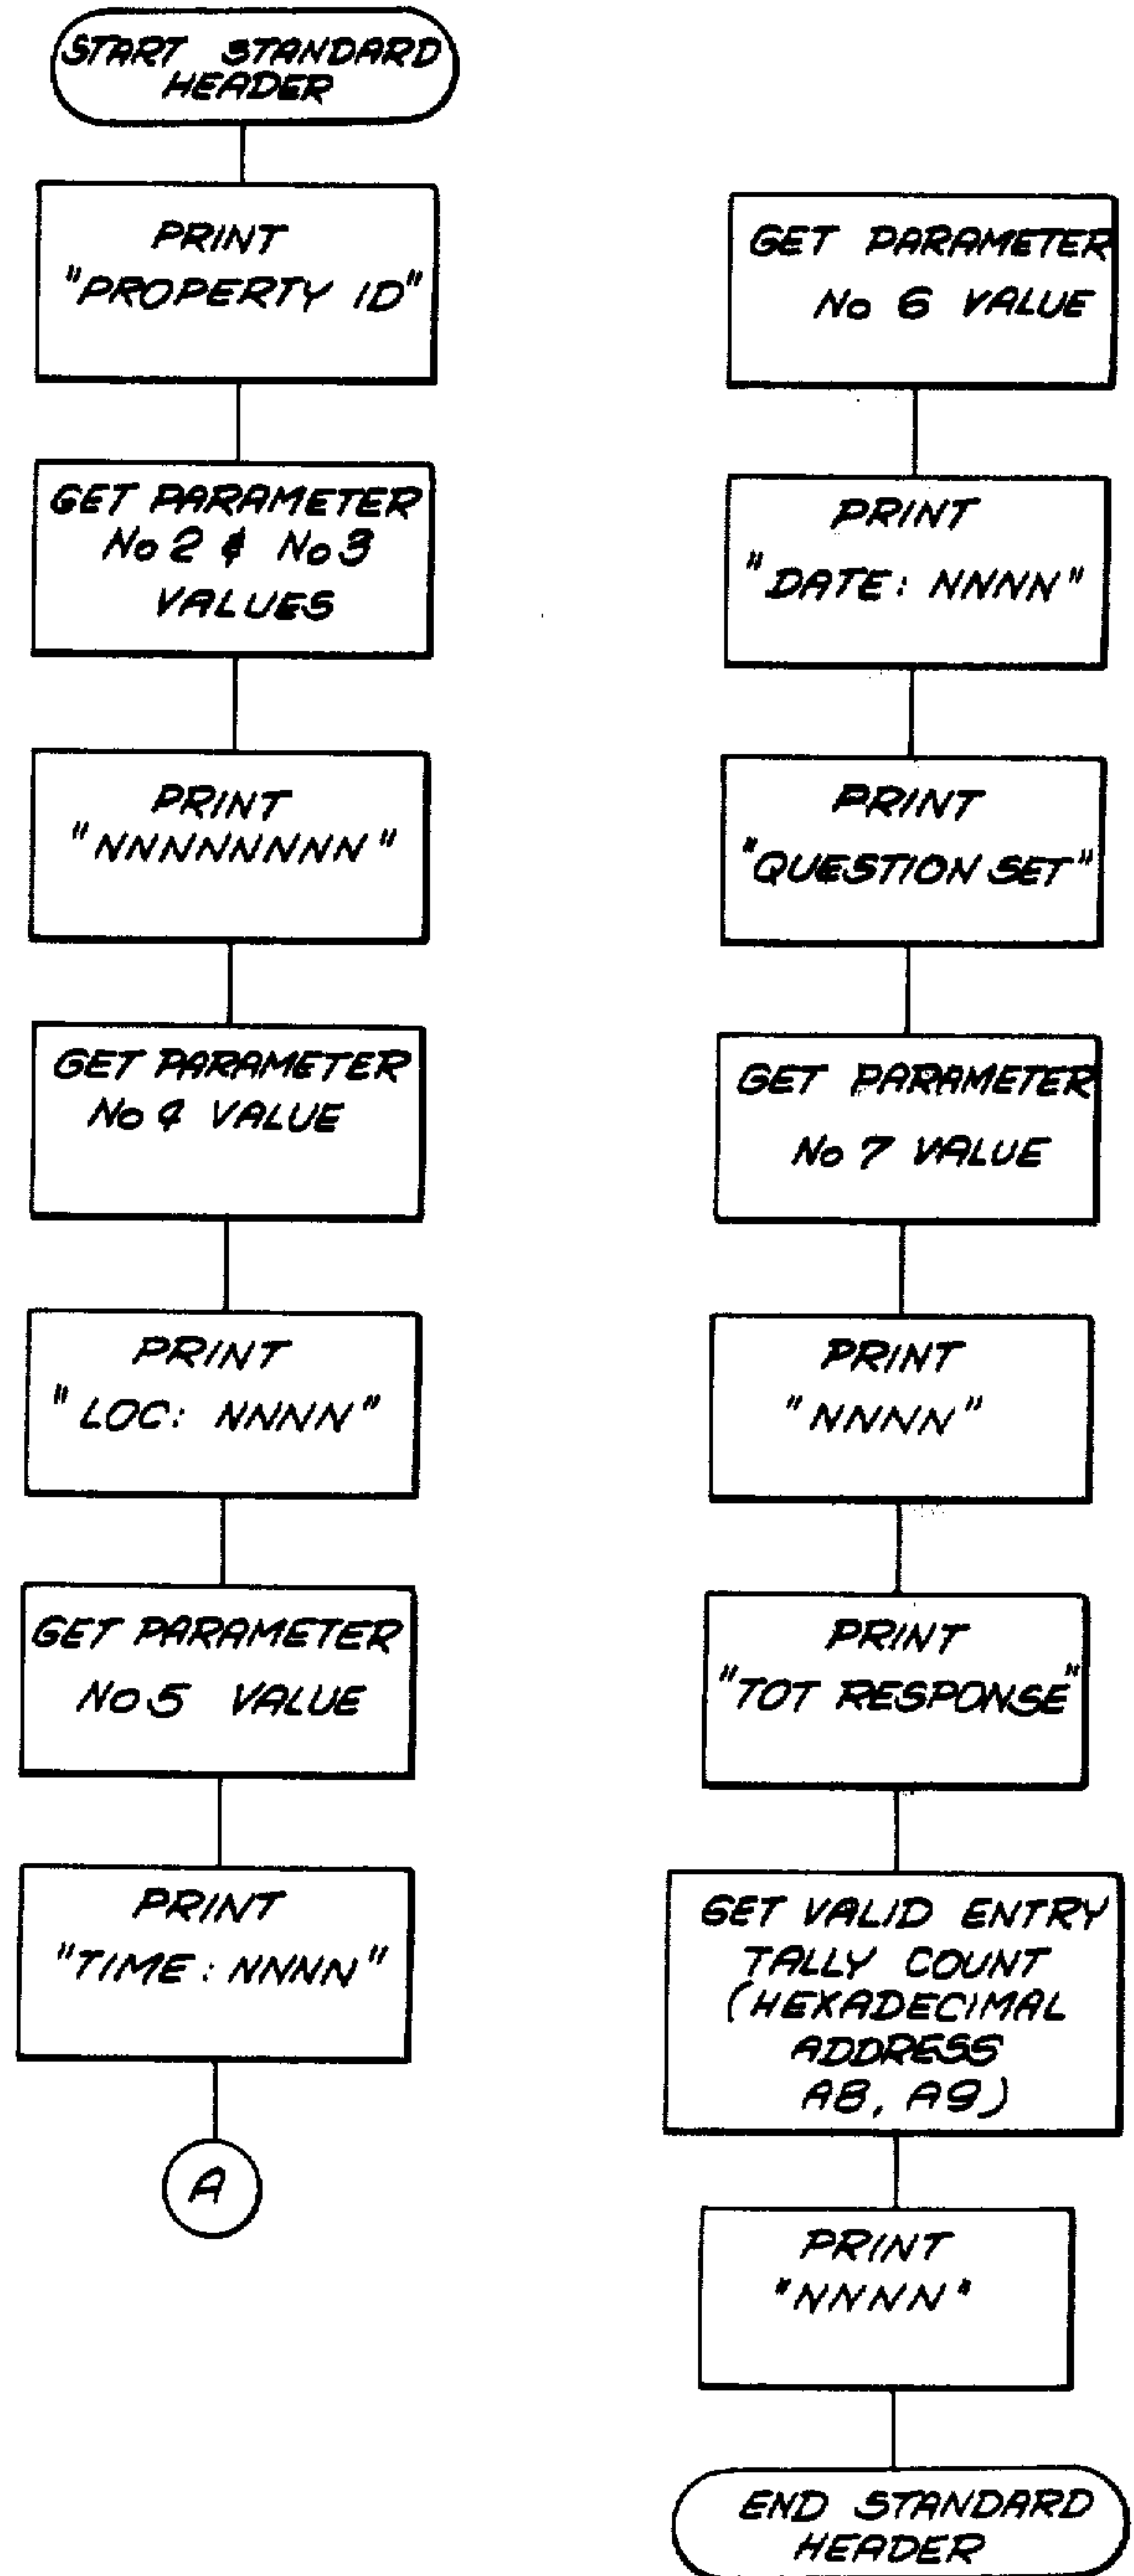 START STANDARD
HEADER
PRINT
"PROPERTY ID"
GET PARAMETER
No 2 & No 3
VALUES
PRINT
"NNNNNNNN"
GET PARAMETER
No 4 VALUE
PRINT
"LOC: NNNN"
GET PARAMETER
No 5 VALUE
PRINT
"TIME: NNNN"
A
GET PARAMETER
No 6 VALUE
PRINT
"DATE: NNNN"
PRINT
"QUESTION SET"
GET PARAMETER
No 7 VALUE
PRINT
"NNNN"
PRINT
"TOT RESPONSE"
GET VALID ENTRY
TALLY COUNT
(HEXADECIMAL
ADDRESS
A8, A9)
PRINT
"NNNN"
END STANDARD
HEADER